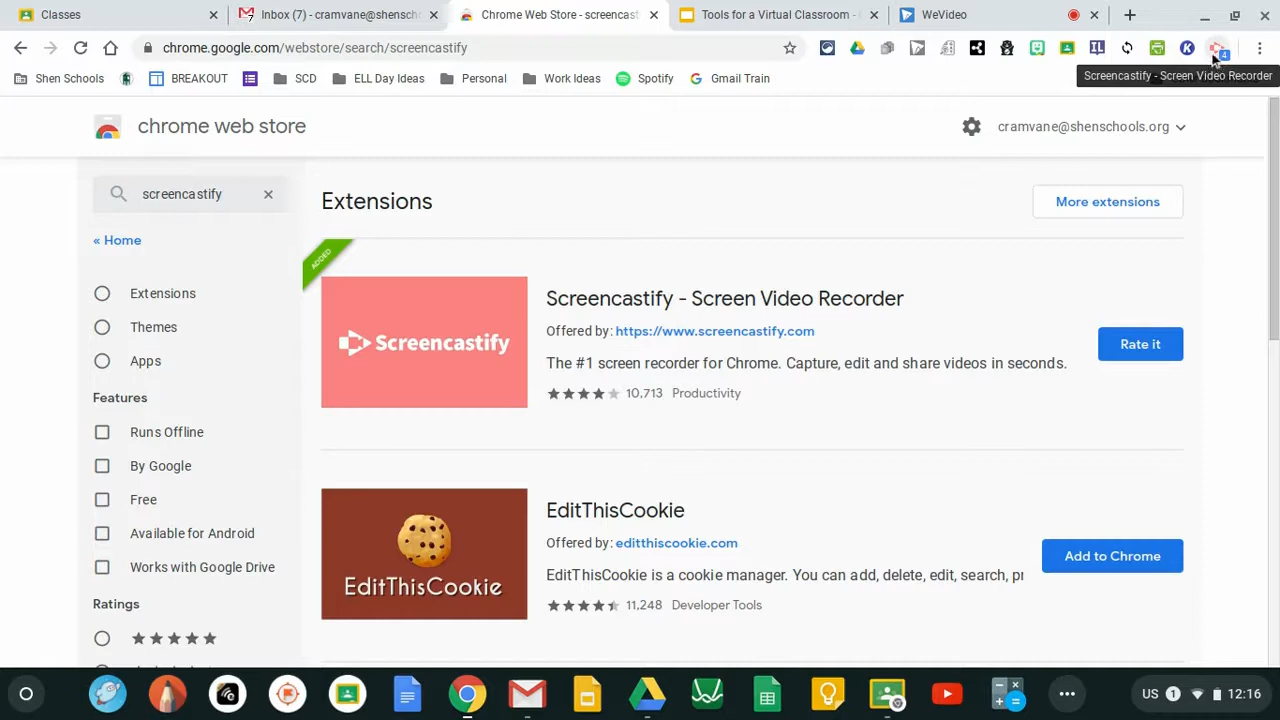 Classes
Inbox (7) - cramvane@shensch
Chrome Web Store - screencast
Tools for a Virtual Classroom -
WeVideo
chrome.google.com/webstore/search/screencastify
4
Shen Schools
BREAKOUT
SCD
ELL Day Ideas
Personal
Work Ideas
Spotify
Gmail Train
Screencastify - Screen Video Recorder
chrome web store
cramvane@shenschools.org
screencastify
« Home
Extensions
Themes
Apps
Features
Runs Offline
By Google
Free
Available for Android
Works with Google Drive
Ratings
Extensions
More extensions
ADDED
Screencastify
Screencastify - Screen Video Recorder
Offered by: https://www.screencastify.com
The #1 screen recorder for Chrome. Capture, edit and share videos in seconds.
10,713 Productivity
Rate it
EditThisCookie
EditThisCookie
Offered by: editthiscookie.com
EditThisCookie is a cookie manager. You can add, delete, edit, search, pr
11,248 Developer Tools
Add to Chrome
US 1 12:16